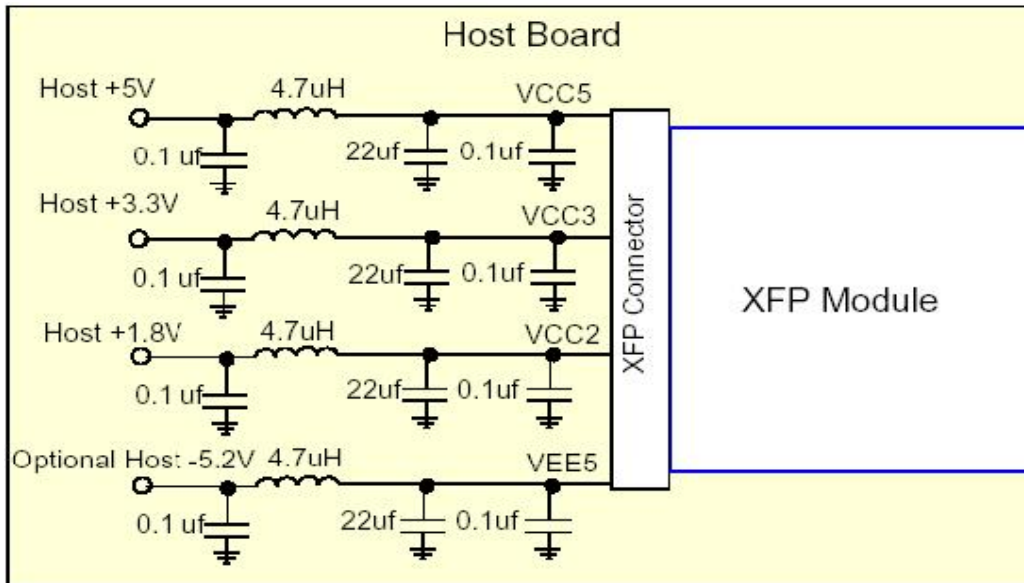 Host Board
Host +5V
4.7uH
VCC5
0.1 uf
22uf
0.1uf
Host +3.3V
4.7uH
VCC3
0.1 uf
22uf
0.1uf
Host +1.8V
4.7uH
VCC2
0.1 uf
22uf
0.1uf
Optional Host -5.2V
4.7uH
VEE5
0.1 uf
22uf
0.1uf
XFP Connector
XFP Module